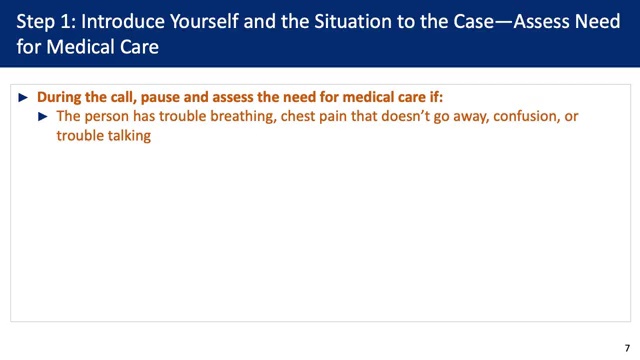 Step 1: Introduce Yourself and the Situation to the Case—Assess Need
for Medical Care
► During the call, pause and assess the need for medical care if:
► The person has trouble breathing, chest pain that doesn’t go away, confusion, or
trouble talking
7